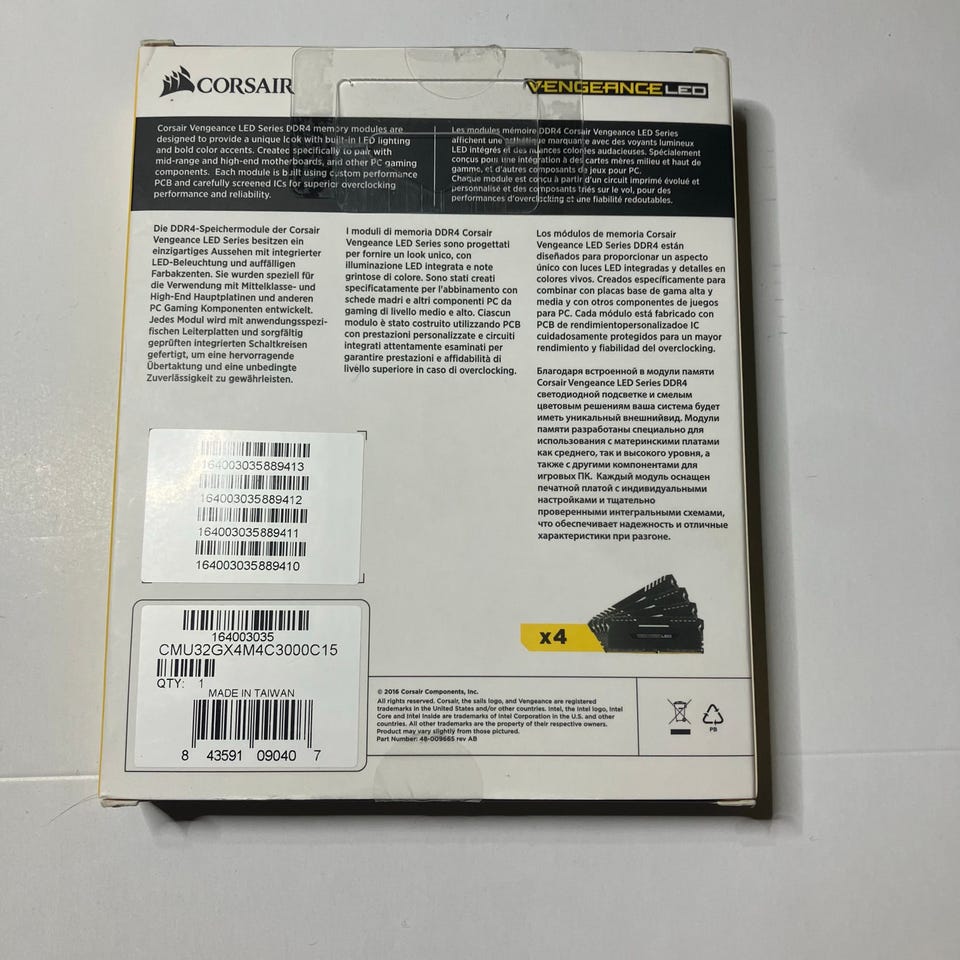 CORSAIR
VENGEANCE LED
Corsair Vengeance LED Series DDR4 memory modules are
designed to provide a unique look with built-in LED lighting
and bold color accents. Created specifically to pair with
mid-range and high-end motherboards, and other PC gaming
components. Each module is built using custom performance
PCB and carefully screened ICs for superior overclocking
performance and reliability.
Les modules mémoire DDR4 Corsair Vengeance LED Series
affichent une esthétique marquante avec des voyants lumineux
LED intégrés et des nuances colorées audacieuses. Spécialement
conçus pour une intégration à des cartes mères milieu et haut de
gamme, et d'autres composants de jeux pour PC.
Chaque module est conçu à partir d'un circuit imprimé évolué et
personnalisé et des composants triés sur le vol, pour des
performances d'overclocking et une fiabilité redoutables.
Die DDR4-Speichermodule der Corsair
Vengeance LED Series besitzen ein
einzigartiges Aussehen mit integrierter
LED-Beleuchtung und auffälligen
Farbakzenten. Sie wurden speziell für
die Verwendung mit Mittelklasse- und
High-End Hauptplatinen und anderen
PC Gaming Komponenten entwickelt.
Jedes Modul wird mit anwendungsspezi-
fischen Leiterplatten und sorgfältig
geprüften integrierten Schaltkreisen
gefertigt, um eine hervorragende
Übertaktung und eine unbedingte
Zuverlässigkeit zu gewährleisten.
I moduli di memoria DDR4 Corsair
Vengeance LED Series sono progettati
per fornire un look unico, con
illuminazione LED integrata e note
grintose di colore. Sono stati creati
specificatamente per l'abbinamento con
schede madri e altri componenti PC da
gaming di livello medio e alto. Ciascun
modulo è stato costruito utilizzando PCB
con prestazioni personalizzate e circuiti
integrati attentamente esaminati per
garantire prestazioni e affidabilità di
livello superiore in caso di overclocking.
Los módulos de memoria Corsair
Vengeance LED Series DDR4 están
diseñados para proporcionar un aspecto
único con luces LED integradas y detalles en
colores vivos. Creados específicamente para
combinar con placas base de gama alta y
media y con otros componentes de juegos
para PC. Cada módulo está fabricado con
PCB de rendimientopersonalizadoe IC
cuidadosamente protegidos para un mayor
rendimiento y fiabilidad del overclocking.
Благодаря встроенной в модули памяти
Corsair Vengeance LED Series DDR4
светодиодной подсветке и смелым
цветовым решениям ваша система будет
иметь уникальный внешнийвид. Модули
памяти разработаны специально для
использования с материнскими платами
как среднего, так и высокого уровня, а
также с другими компонентами для
игровых ПК. Каждый модуль оснащен
печатной платой с индивидуальными
настройками и тщательно
проверенными интегральными схемами,
что обеспечивает надежность и отличные
характеристики при разгоне.
164003035889413
164003035889412
164003035889411
164003035889410
164003035
CMU32GX4M4C3000C15
QTY: 1
MADE IN TAIWAN
8 43591 09040 7
x4
© 2016 Corsair Components, Inc.
All rights reserved. Corsair, the sails logo, and Vengeance are registered
trademarks in the United States and/or other countries. Intel, the Intel logo, Intel
Core and Intel Inside are trademarks of Intel Corporation in the U.S. and other
countries. All other trademarks are the property of their respective owners.
Product may vary slightly from those pictured.
Part Number: 48-009665 rev AB
PB